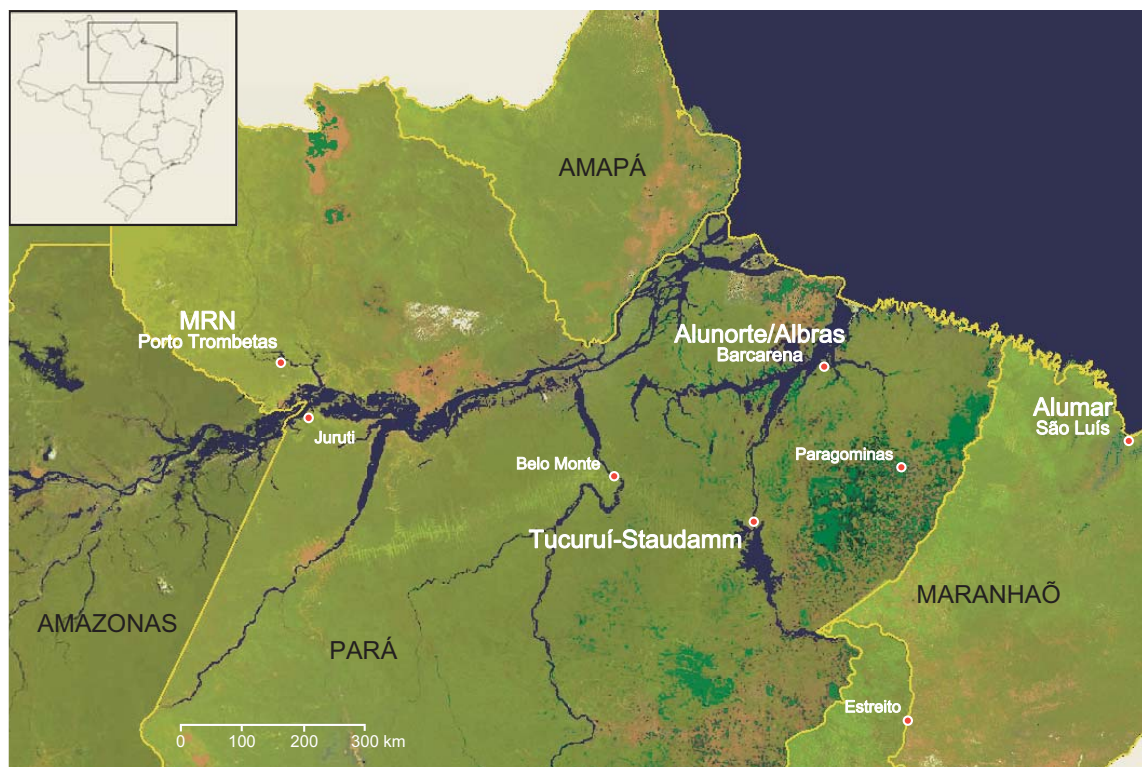 AMAPÁ
MRN
Porto Trombetas
Alunorte/Albras
Barcarena
Alumar
São Luís
Juruti
Belo Monte
Paragominas
Tucuruí-Staudamm
MARANHAÕ
AMAZONAS
PARÁ
Estreito
0 100 200 300 km